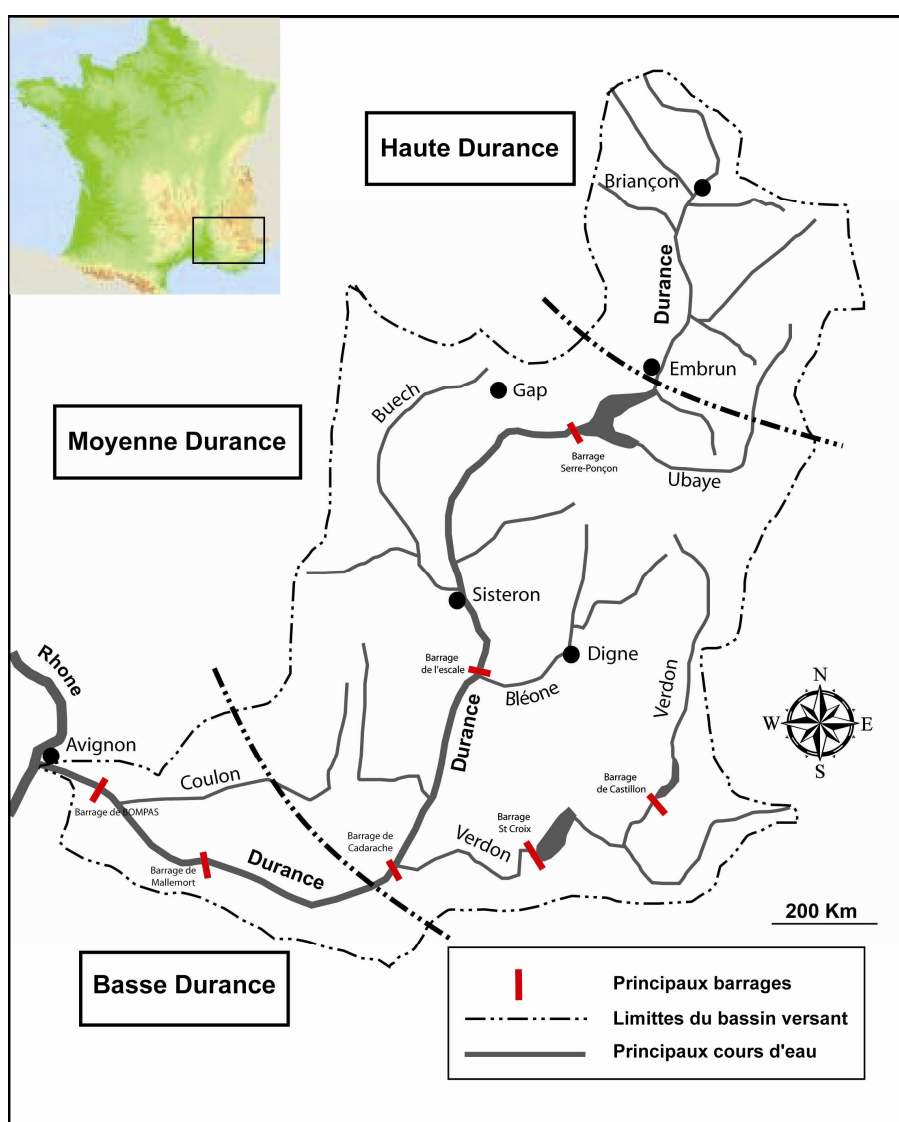 Haute Durance
Briançon
Durance
Embrun
Gap
Buech
Moyenne Durance
Barrage
Serre-Ponçon
Ubaye
Sisteron
Barrage
de l'escale
Digne
Bléone
Verdon
Rhone
Durance
N
W
E
S
Avignon
Coulon
Barrage
de Castillon
Barrage de BOMPAS
Barrage
St Croix
Barrage de
Cadarache
Verdon
Durance
Barrage de
Mallemort
200 Km
Basse Durance
Principaux barrages
Limittes du bassin versant
Principaux cours d'eau